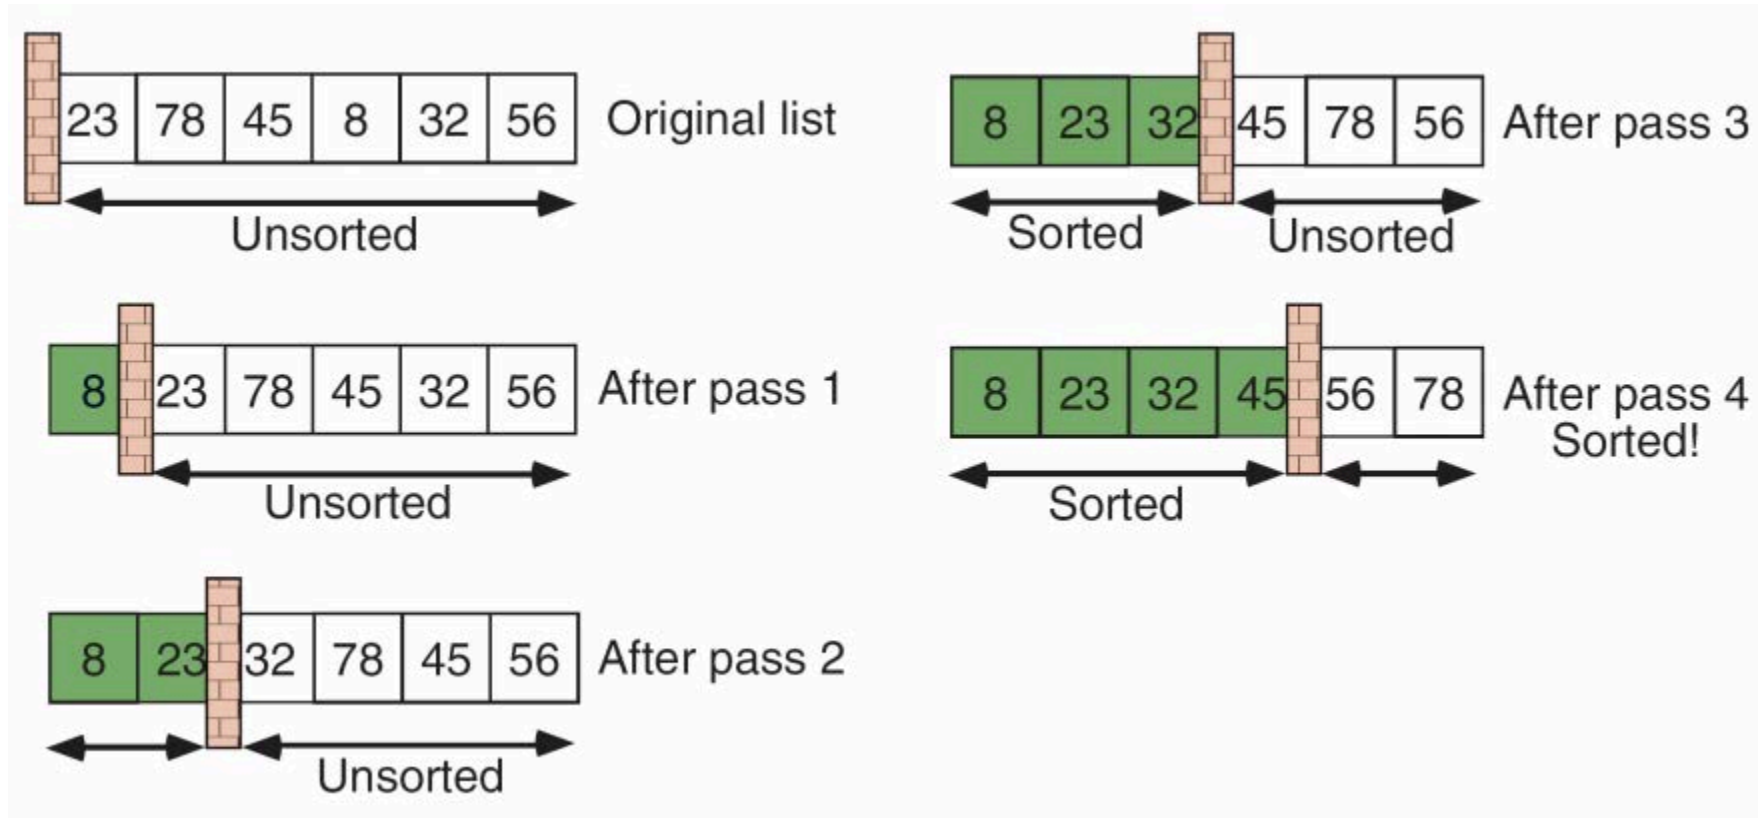 23 78 45 8 32 56 Original list
Unsorted
8 23 78 45 32 56 After pass 1
Unsorted
8 23 32 78 45 56 After pass 2
Unsorted
8 23 32 45 78 56 After pass 3
Sorted Unsorted
8 23 32 45 56 78 After pass 4
Sorted!
Sorted